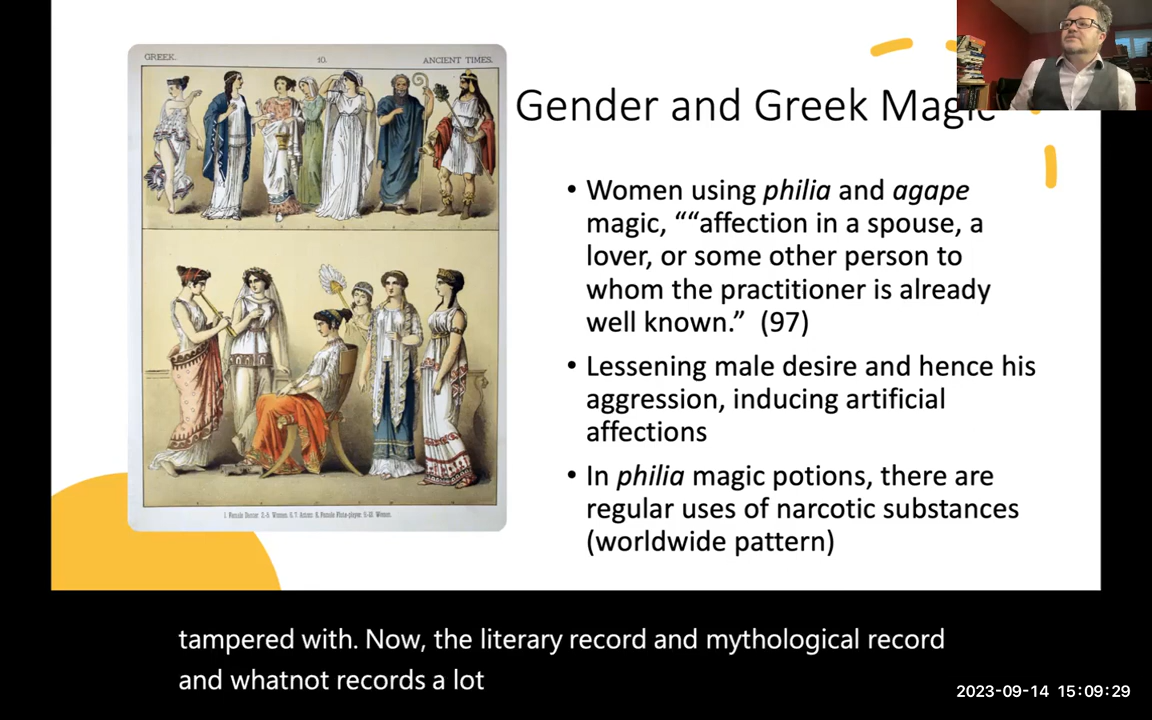 GREEK.
10.
ANCIENT TIMES.
Gender and Greek Magic
• Women using philia and agape
magic, ““affection in a spouse, a
lover, or some other person to
whom the practitioner is already
well known.” (97)
• Lessening male desire and hence his
aggression, inducing artificial
affections
• In philia magic potions, there are
regular uses of narcotic substances
(worldwide pattern)
tampered with. Now, the literary record and mythological record
and whatnot records a lot
2023-09-14 15:09:29